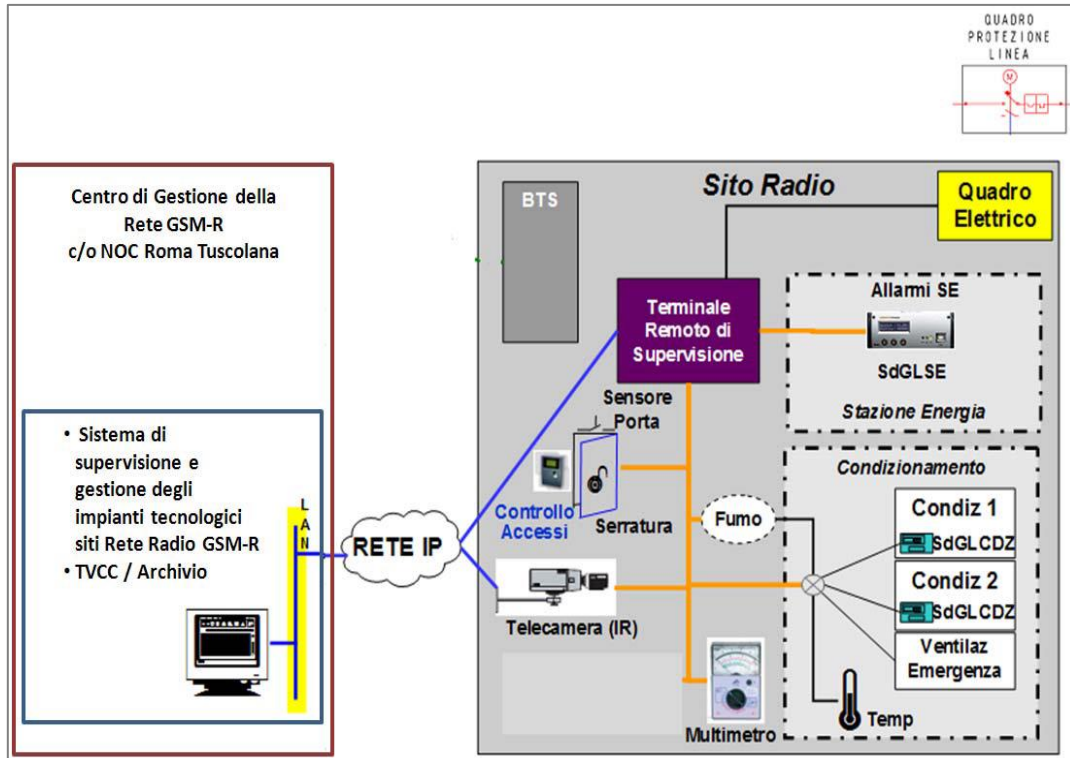 QUADRO
PROTEZIONE
LINEA
M
Centro di Gestione della
Rete GSM-R
c/o NOC Roma Tuscolana
• Sistema di
supervisione e
gestione degli
impianti tecnologici
siti Rete Radio GSM-R
• TVCC / Archivio
LAN
RETE IP
BTS
Sito Radio
Quadro
Elettrico
Terminale
Remoto di
Supervisione
Allarmi SE
SdGLSE
Stazione Energia
Sensore
Porta
Controllo
Accessi
Serratura
Fumo
Condizionamento
Condiz 1
SdGLCDZ
Condiz 2
SdGLCDZ
Ventilaz
Emergenza
Telecamera (IR)
Multimetro
Temp